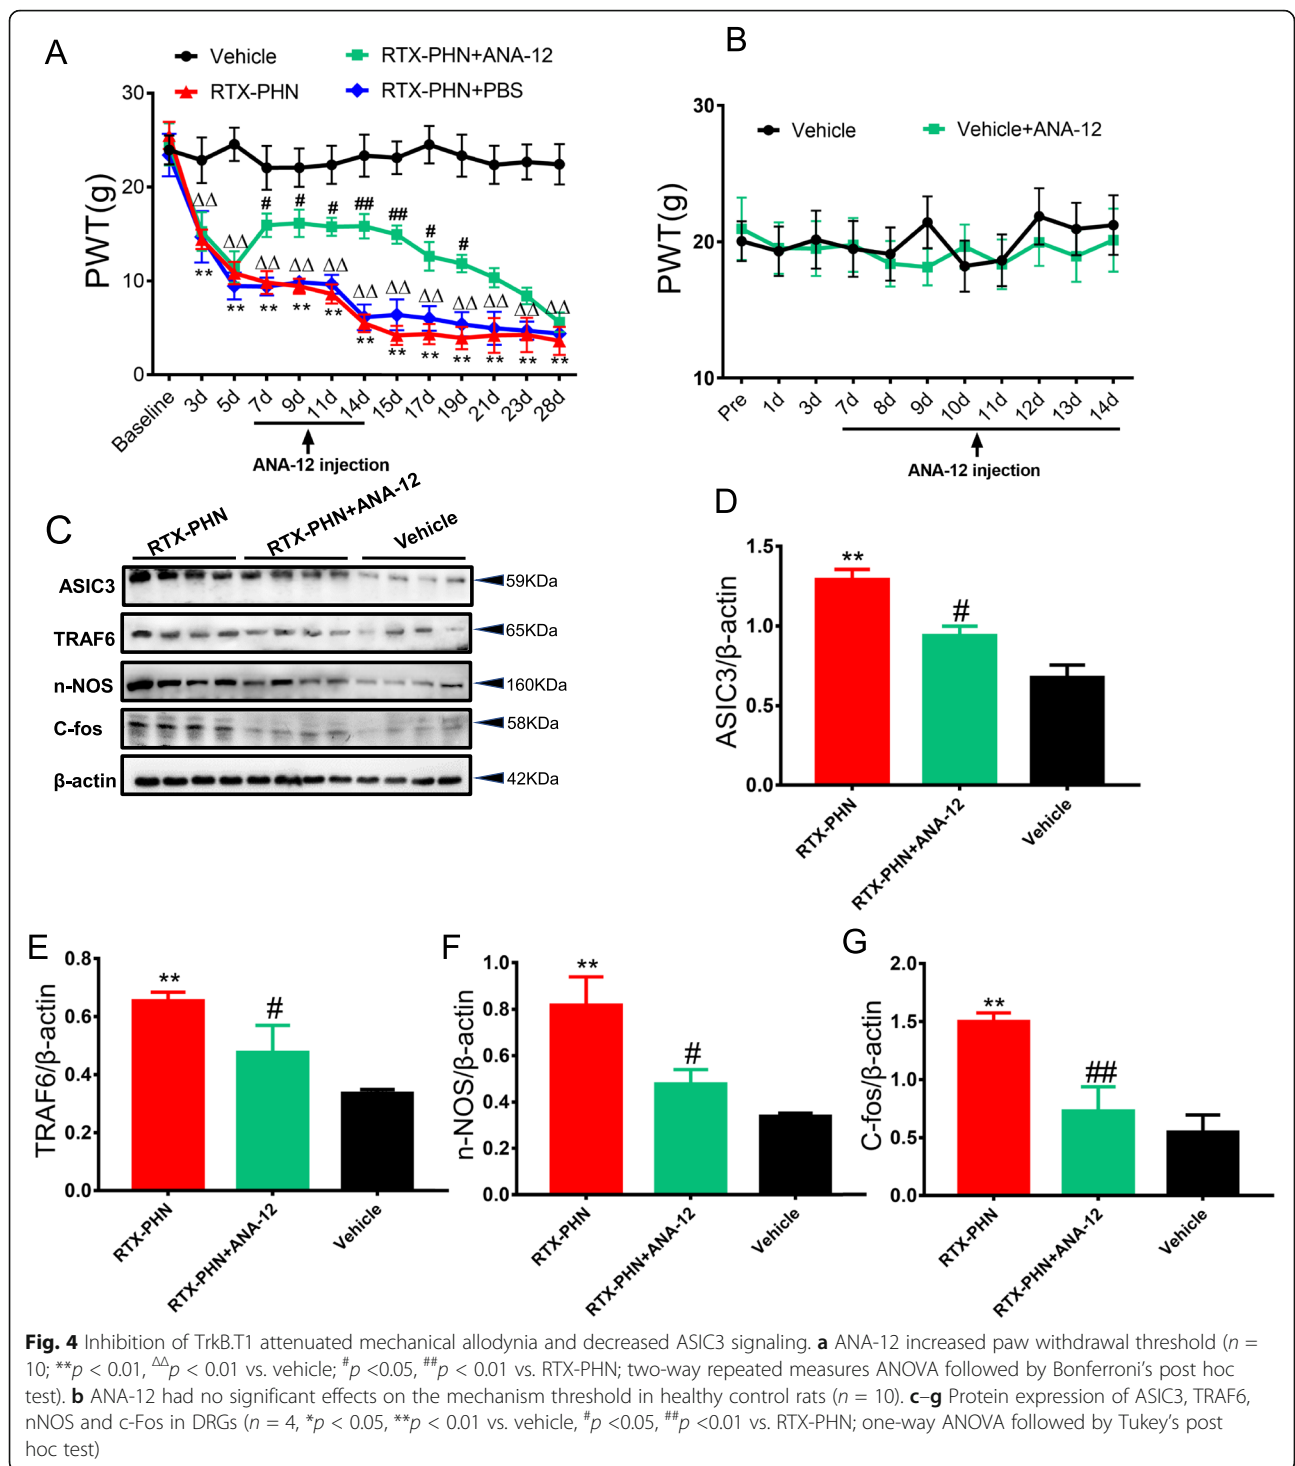 A
Vehicle
RTX-PHN+ANA-12
RTX-PHN
RTX-PHN+PBS
30
20
10
0
PWT(g)
ΔΔ
**
ΔΔ
**
#
ΔΔ
**
#
ΔΔ
**
#
ΔΔ
**
##
ΔΔ
**
##
ΔΔ
**
#
ΔΔ
**
#
ΔΔ
**
ΔΔ
**
ΔΔ
**
ΔΔ
**
Baseline 3d 5d 7d 9d 11d 14d 15d 17d 19d 21d 23d 28d
ANA-12 injection
B
Vehicle
Vehicle+ANA-12
30
20
10
PWT(g)
Pre 1d 3d 7d 8d 9d 10d 11d 12d 13d 14d
ANA-12 injection
C
RTX-PHN RTX-PHN+ANA-12 Vehicle
ASIC3 59KDa
TRAF6 65KDa
n-NOS 160KDa
C-fos 58KDa
β-actin 42KDa
D
ASIC3/β-actin
1.5
1.0
0.5
0.0
**
#
RTX-PHN RTX-PHN+ANA-12 Vehicle
E
TRAF6/β-actin
0.8
0.6
0.4
0.2
0.0
**
#
RTX-PHN RTX-PHN+ANA-12 Vehicle
F
n-NOS/β-actin
1.0
0.8
0.6
0.4
0.2
0.0
**
#
RTX-PHN RTX-PHN+ANA-12 Vehicle
G
C-fos/β-actin
2.0
1.5
1.0
0.5
0.0
**
##
RTX-PHN RTX-PHN+ANA-12 Vehicle
Fig. 4 Inhibition of TrkB.T1 attenuated mechanical allodynia and decreased ASIC3 signaling. a ANA-12 increased paw withdrawal threshold (n =
10; **p < 0.01, ΔΔp < 0.01 vs. vehicle; #p <0.05, ##p < 0.01 vs. RTX-PHN; two-way repeated measures ANOVA followed by Bonferroni's post hoc
test). b ANA-12 had no significant effects on the mechanism threshold in healthy control rats (n = 10). c–g Protein expression of ASIC3, TRAF6,
nNOS and c-Fos in DRGs (n = 4, *p < 0.05, **p < 0.01 vs. vehicle, #p <0.05, ##p <0.01 vs. RTX-PHN; one-way ANOVA followed by Tukey's post
hoc test)